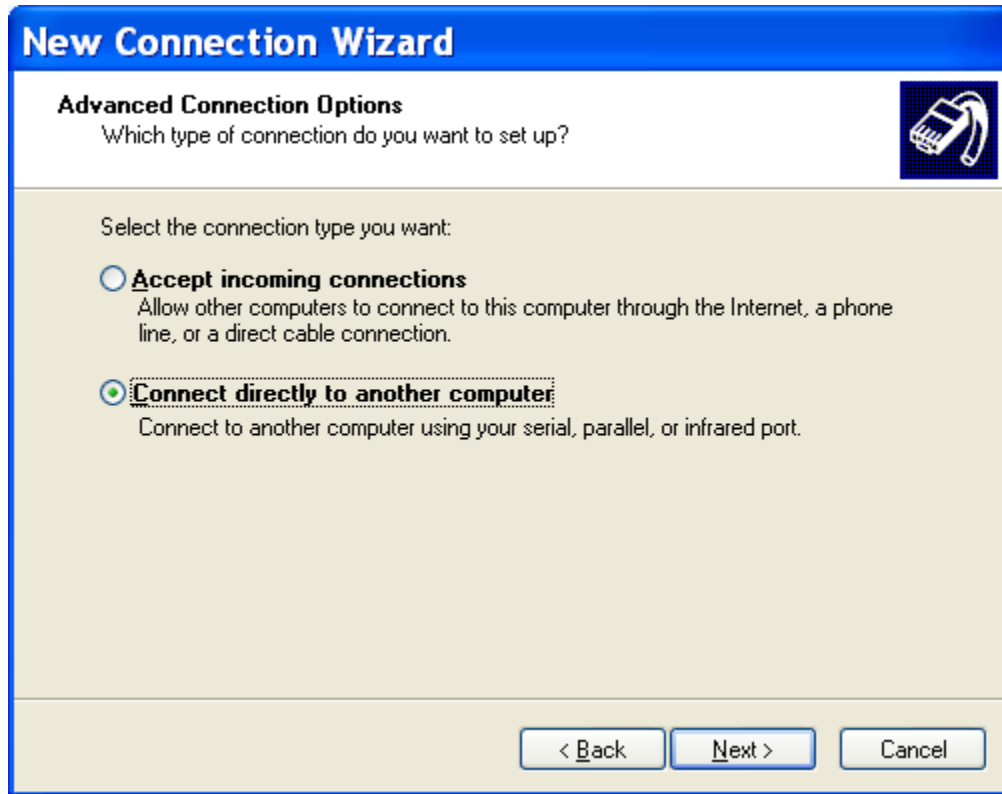 New Connection Wizard
Advanced Connection Options
Which type of connection do you want to set up?
Select the connection type you want:
Accept incoming connections
Allow other computers to connect to this computer through the Internet, a phone
line, or a direct cable connection.
Connect directly to another computer
Connect to another computer using your serial, parallel, or infrared port.
< Back Next > Cancel